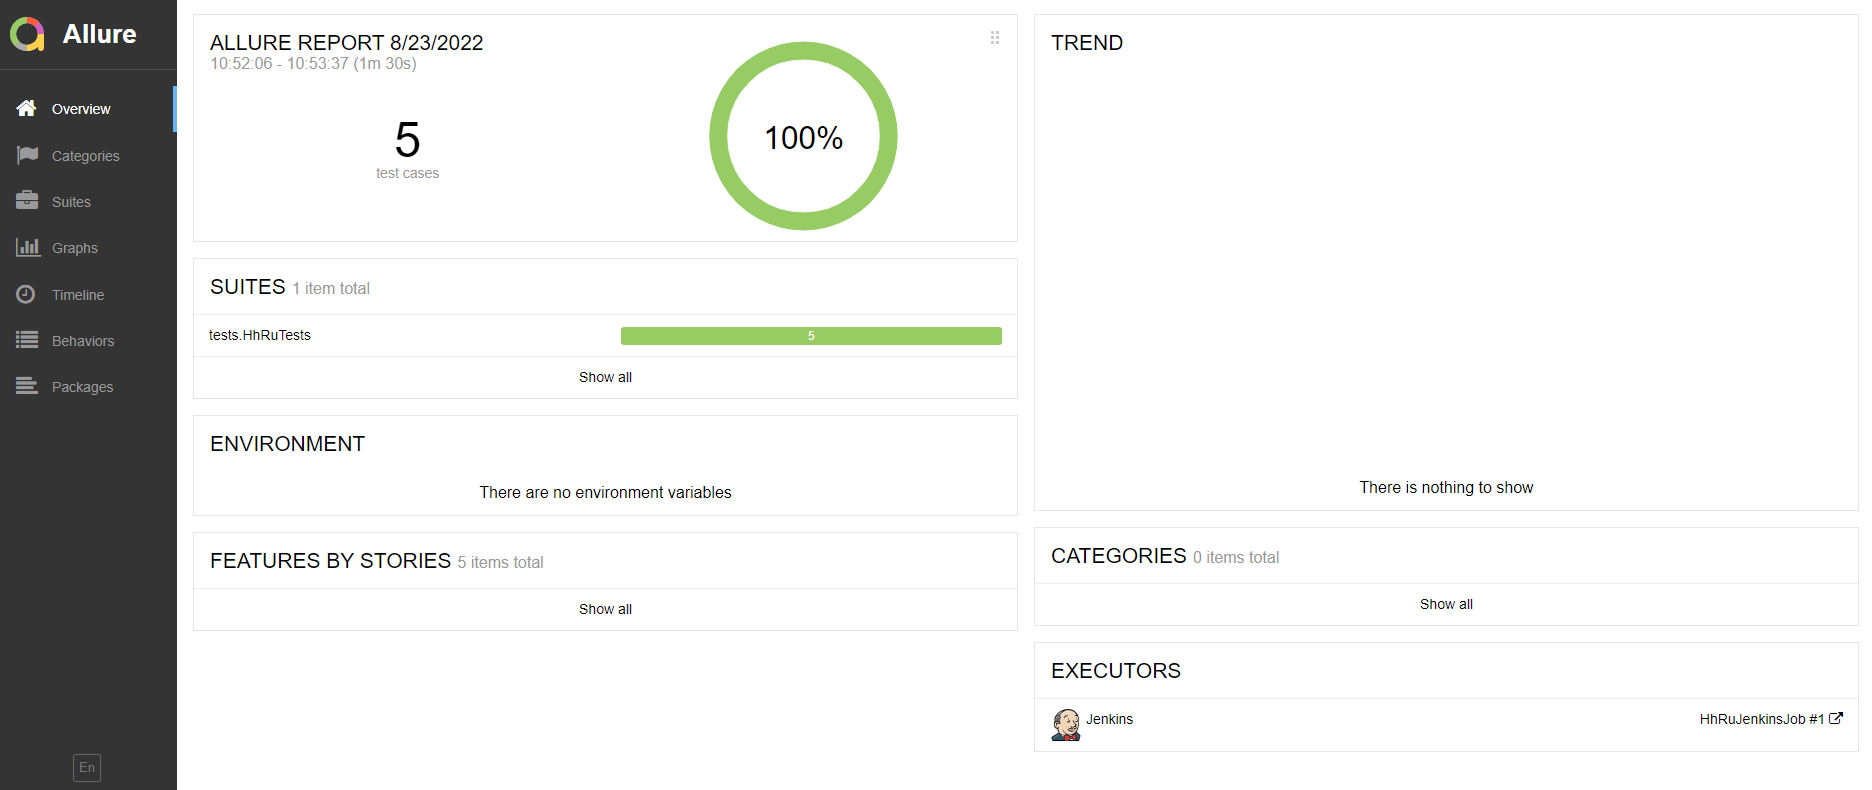 Allure
Overview
Categories
Suites
Graphs
Timeline
Behaviors
Packages
En
ALLURE REPORT 8/23/2022
10:52:06 - 10:53:37 (1m 30s)
5
test cases
100%
SUITES 1 item total
tests.HhRuTests
5
Show all
ENVIRONMENT
There are no environment variables
FEATURES BY STORIES 5 items total
Show all
TREND
There is nothing to show
CATEGORIES 0 items total
Show all
EXECUTORS
Jenkins
HhRuJenkinsJob #1